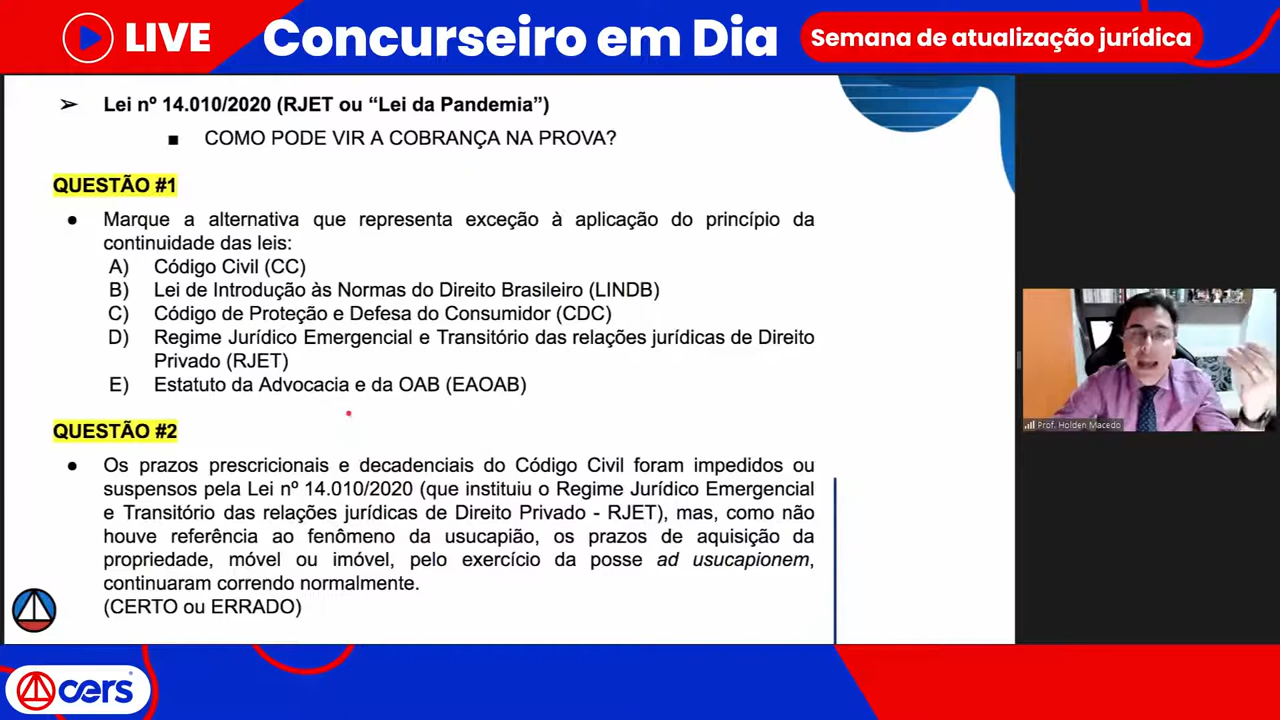 LIVE
Concurseiro em Dia
Semana de atualização jurídica
➢ Lei nº 14.010/2020 (RJET ou “Lei da Pandemia”)
■ COMO PODE VIR A COBRANÇA NA PROVA?
QUESTÃO #1
● Marque a alternativa que representa exceção à aplicação do princípio da
continuidade das leis:
A) Código Civil (CC)
B) Lei de Introdução às Normas do Direito Brasileiro (LINDB)
C) Código de Proteção e Defesa do Consumidor (CDC)
D) Regime Jurídico Emergencial e Transitório das relações jurídicas de Direito
Privado (RJET)
E) Estatuto da Advocacia e da OAB (EAOAB)
QUESTÃO #2
● Os prazos prescricionais e decadenciais do Código Civil foram impedidos ou
suspensos pela Lei nº 14.010/2020 (que instituiu o Regime Jurídico Emergencial
e Transitório das relações jurídicas de Direito Privado - RJET), mas, como não
houve referência ao fenômeno da usucapião, os prazos de aquisição da
propriedade, móvel ou imóvel, pelo exercício da posse ad usucapionem,
continuaram correndo normalmente.
(CERTO ou ERRADO)
Prof. Holden Macedo
cers